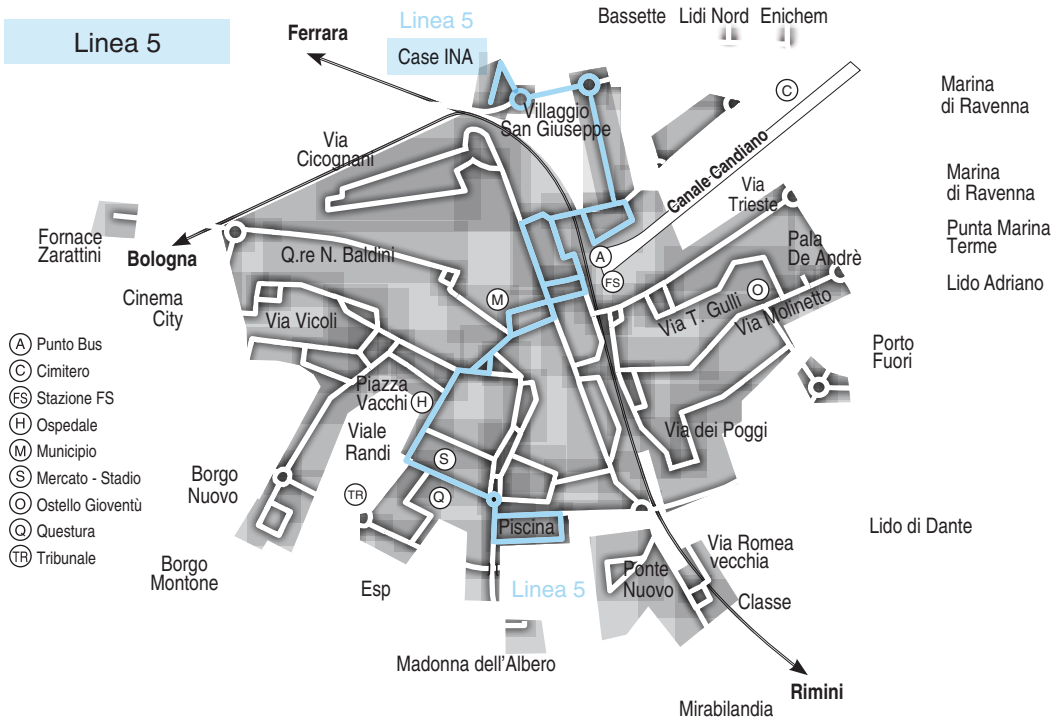 Linea 5
Ferrara
Linea 5
Case INA
Bassette
Lidi Nord
Enichem
C
Marina
di Ravenna
Villaggio
San Giuseppe
Via
Cicognani
Canale Candiano
Via
Trieste
Marina
di Ravenna
Fornace
Zarattini
Bologna
Q.re N. Baldini
A
FS
Pala
De Andrè
Punta Marina
Terme
Lido Adriano
Cinema
City
Via Vicoli
M
Via T. Gulli
O
Via Molinetto
A Punto Bus
C Cimitero
FS Stazione FS
H Ospedale
M Municipio
S Mercato - Stadio
O Ostello Gioventù
Q Questura
TR Tribunale
Porto
Fuori
Piazza
Vacchi
H
Viale
Randi
Via dei Poggi
S
Borgo
Nuovo
TR
Q
Piscina
Lido di Dante
Via Romea
vecchia
Borgo
Montone
Esp
Linea 5
Ponte
Nuovo
Classe
Madonna dell'Albero
Rimini
Mirabilandia